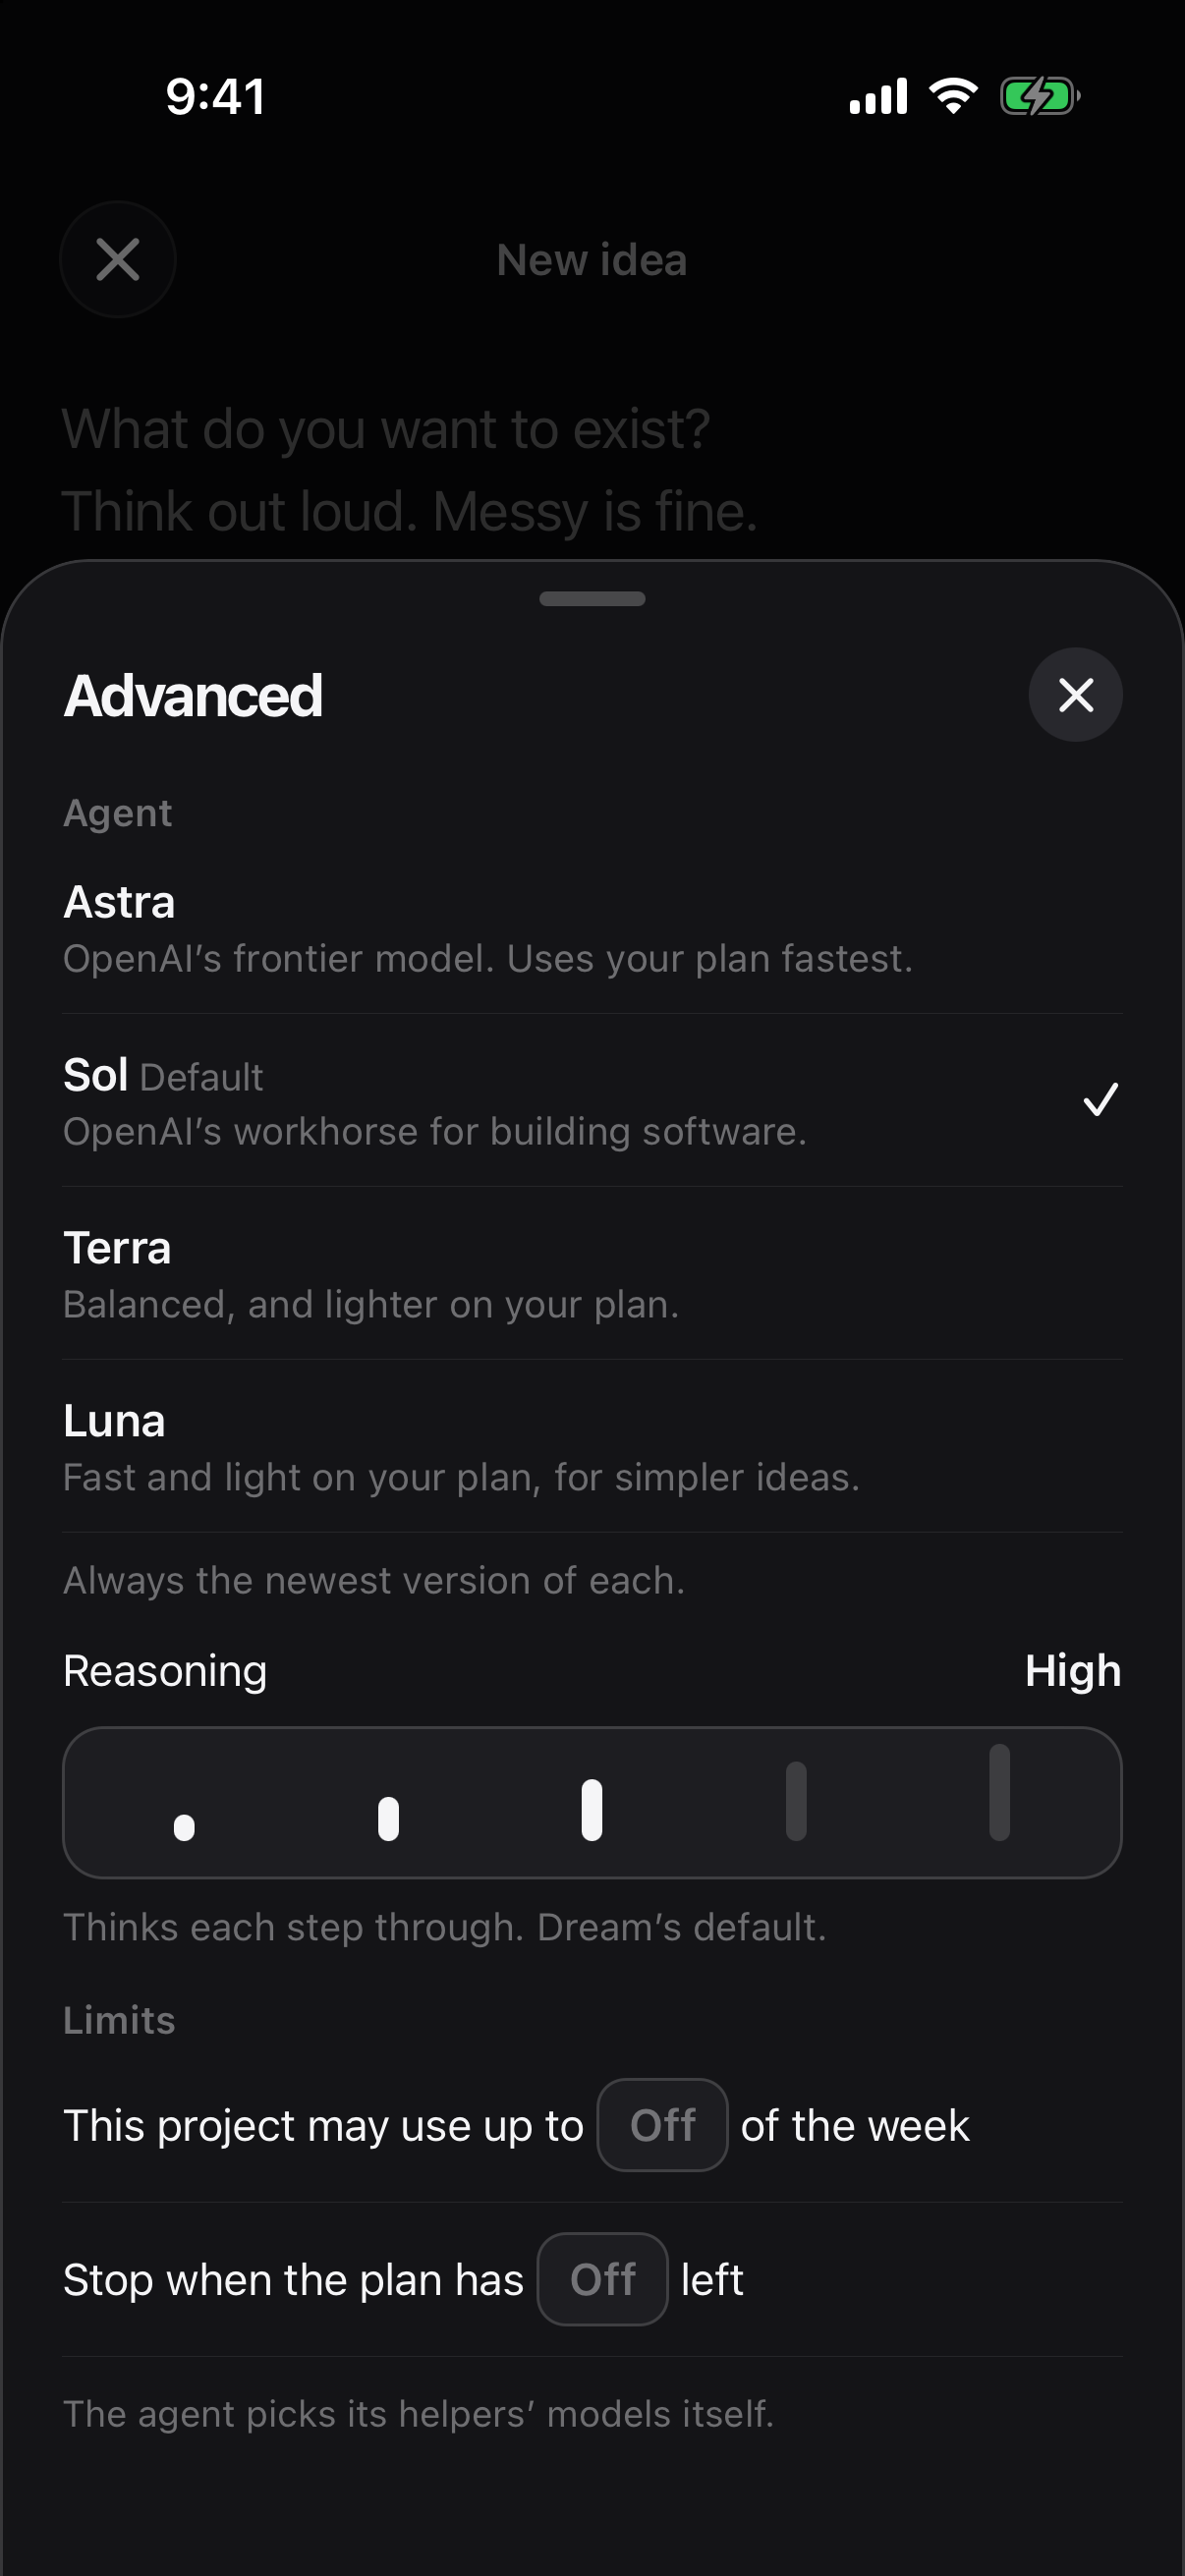 9:41
New idea
What do you want to exist?
Think out loud. Messy is fine.
Advanced
Agent
Astra
OpenAI’s frontier model. Uses your plan fastest.
Sol Default
OpenAI’s workhorse for building software.
Terra
Balanced, and lighter on your plan.
Luna
Fast and light on your plan, for simpler ideas.
Always the newest version of each.
Reasoning High
Thinks each step through. Dream’s default.
Limits
This project may use up to Off of the week
Stop when the plan has Off left
The agent picks its helpers’ models itself.